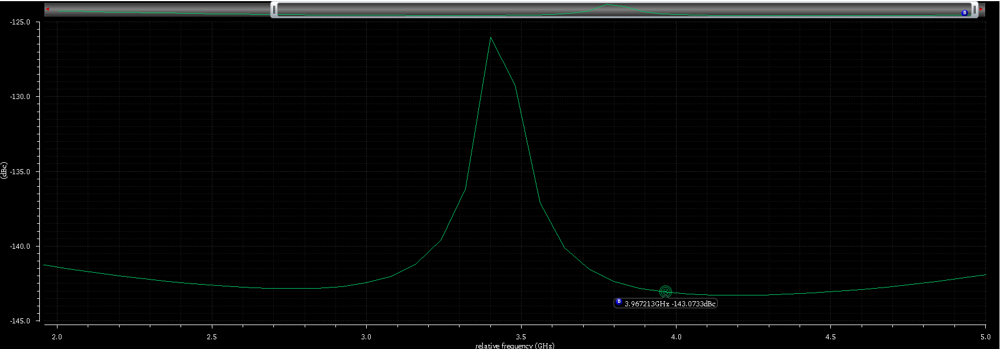 B
-125.0
-130.0
-135.0
-140.0
-145.0
(dBc)
B 3.967213GHz -143.0733dBc
2.0 2.5 3.0 3.5 4.0 4.5 5.0
relative frequency (GHz)